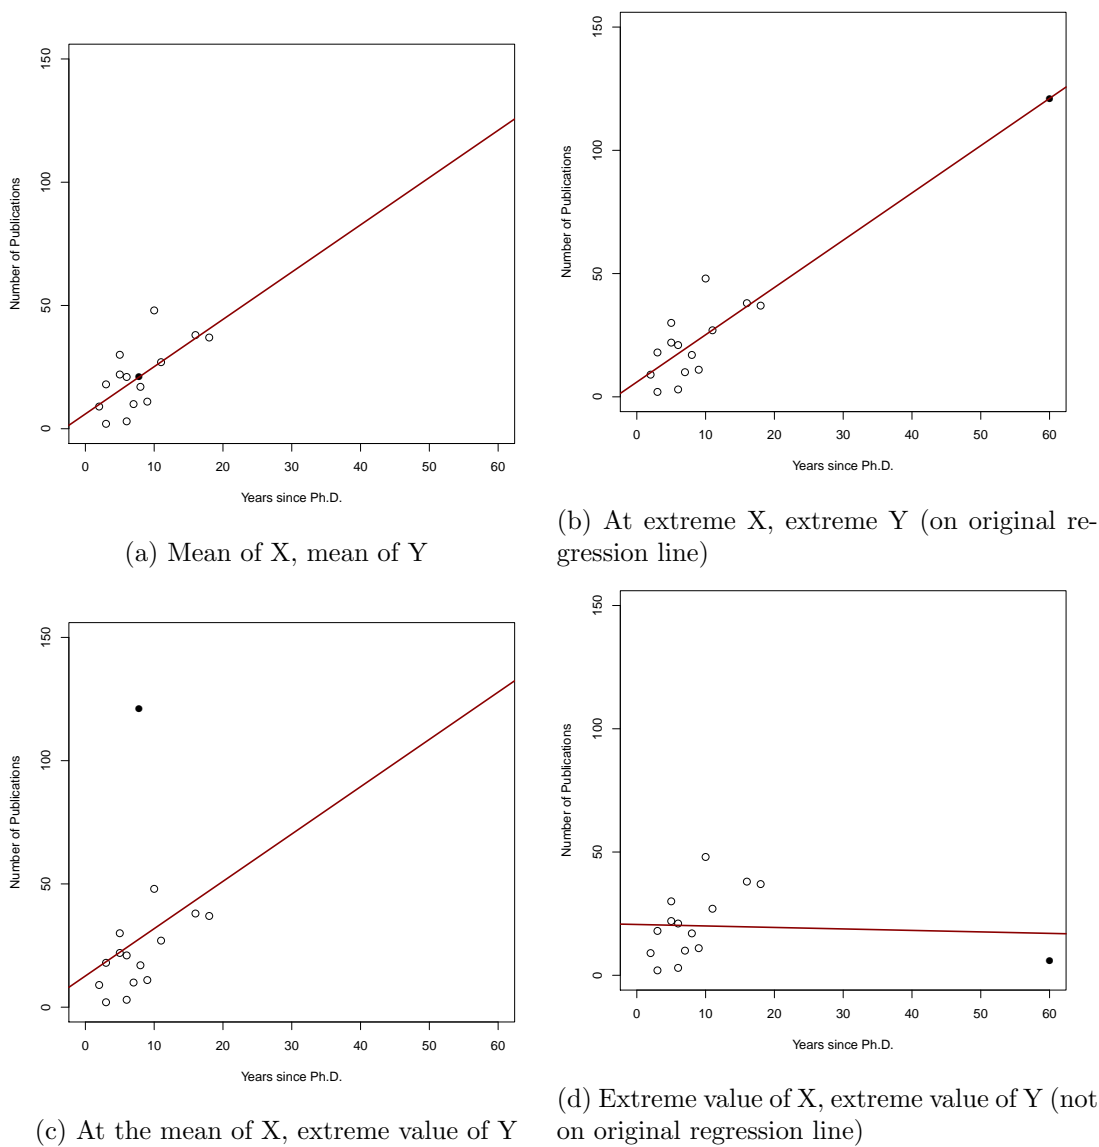 150
100
50
0
Number of Publications
0 10 20 30 40 50 60
Years since Ph.D.
(a) Mean of X, mean of Y
150
100
50
0
Number of Publications
0 10 20 30 40 50 60
Years since Ph.D.
(b) At extreme X, extreme Y (on original re-
gression line)
150
100
50
0
Number of Publications
0 10 20 30 40 50 60
Years since Ph.D.
(c) At the mean of X, extreme value of Y
150
100
50
0
Number of Publications
0 10 20 30 40 50 60
Years since Ph.D.
(d) Extreme value of X, extreme value of Y (not
on original regression line)